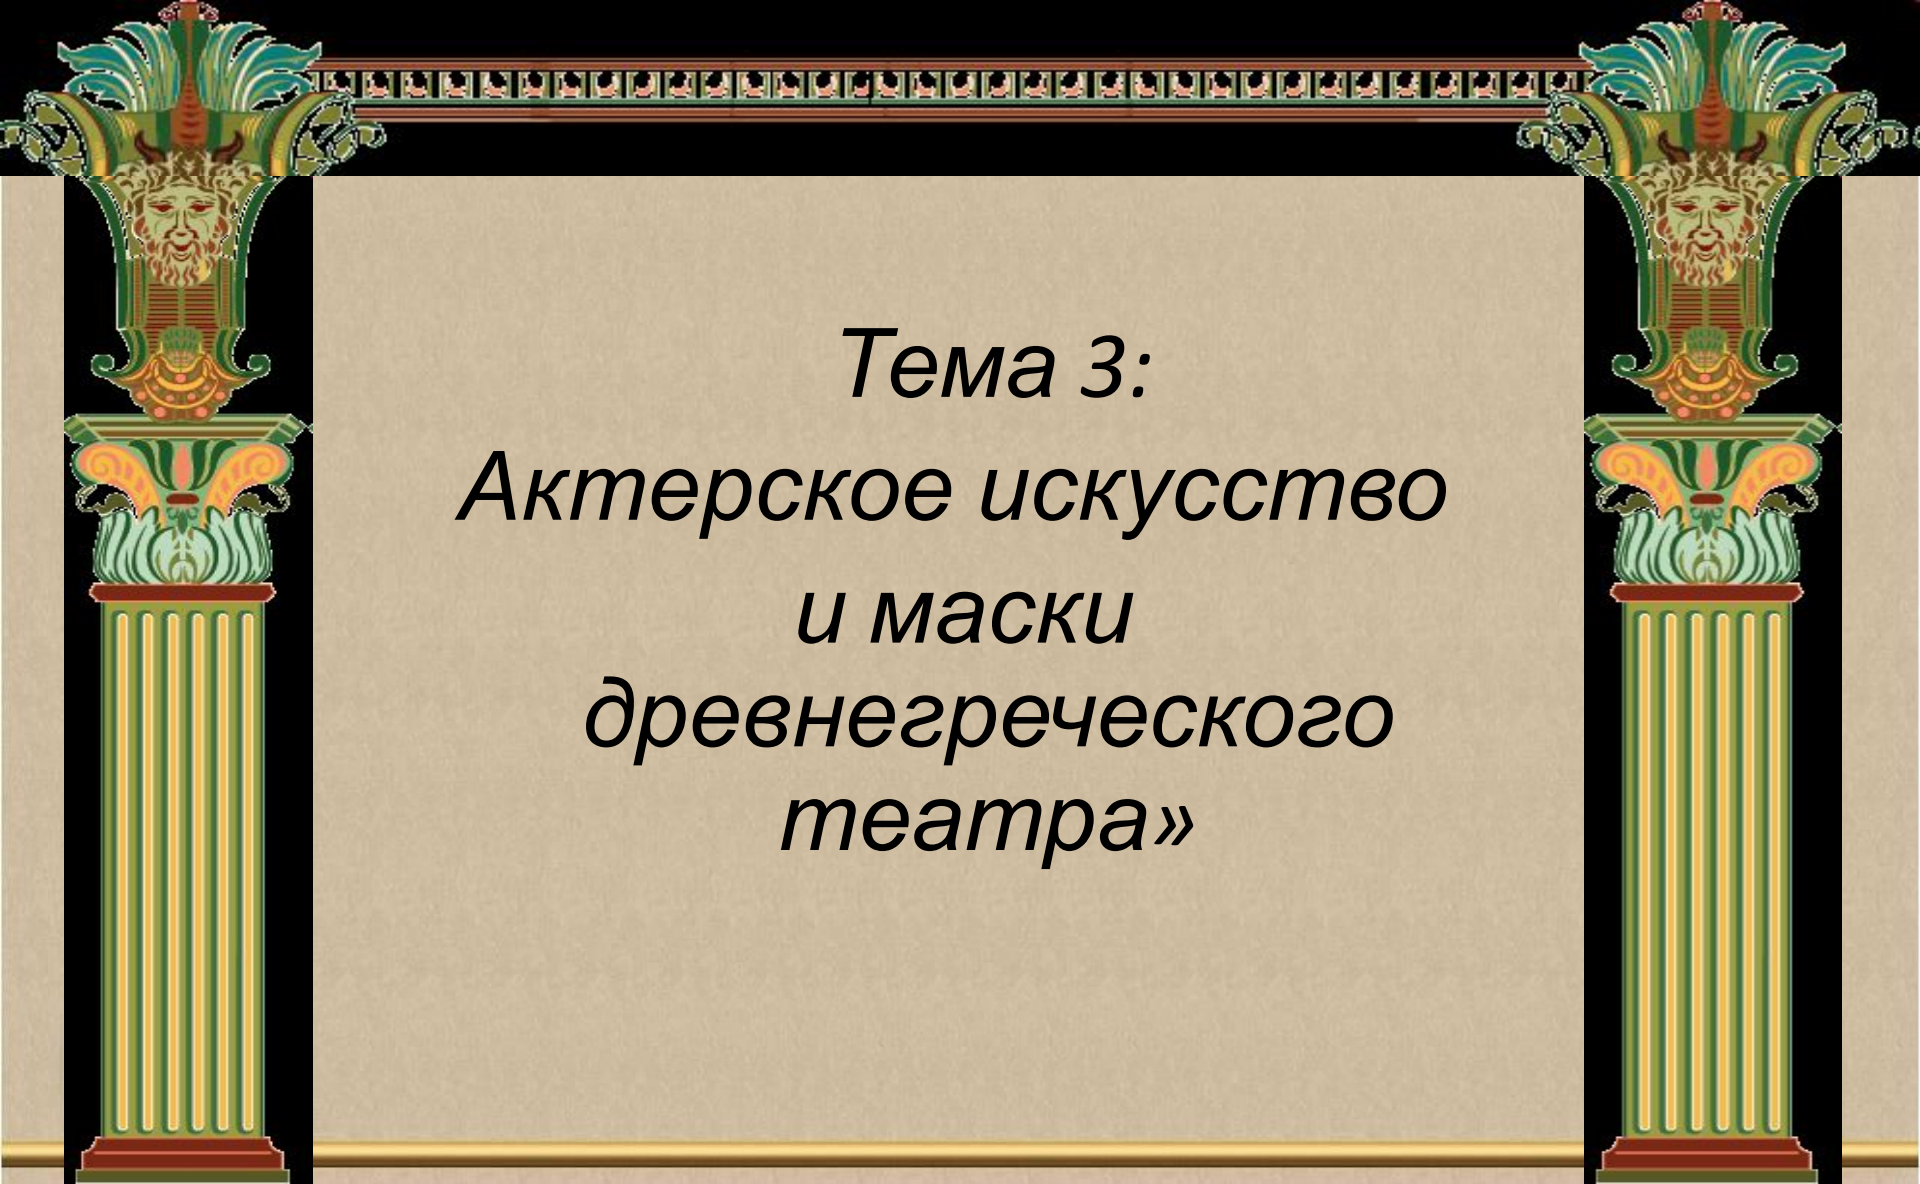 Тема 3:
Актерское искусство
и маски
древнегреческого
театра»